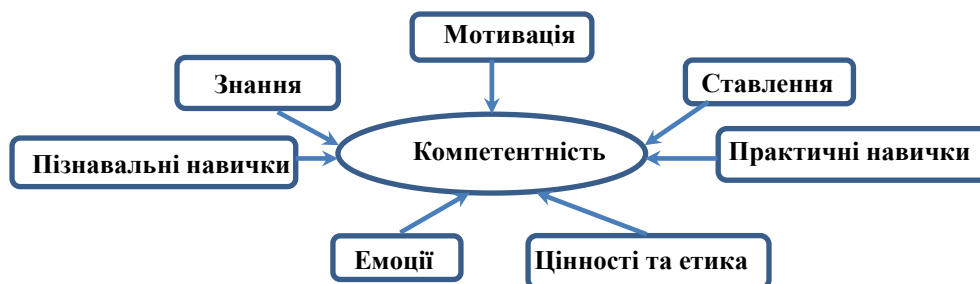 Мотивація
Знання
Ставлення
Компетентність
Пізнавальні навички
Практичні навички
Емоції
Цінності та етика